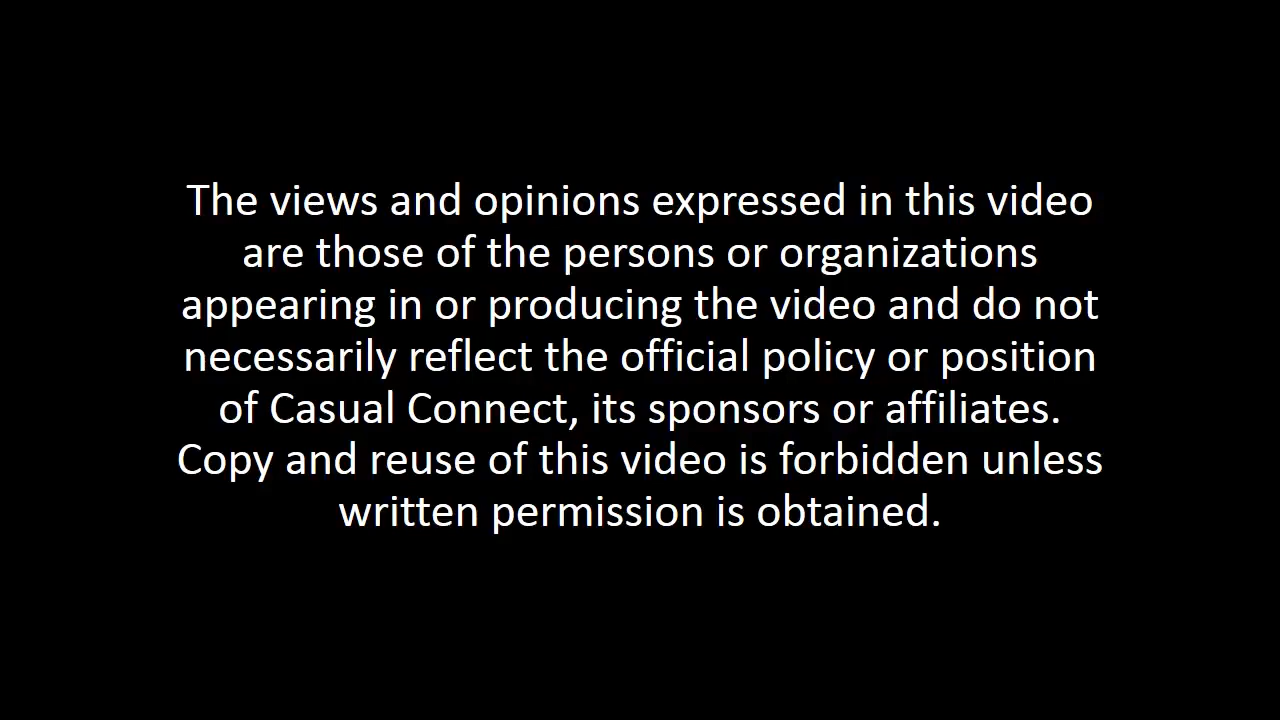 The views and opinions expressed in this video
are those of the persons or organizations
appearing in or producing the video and do not
necessarily reflect the official policy or position
of Casual Connect, its sponsors or affiliates.
Copy and reuse of this video is forbidden unless
written permission is obtained.